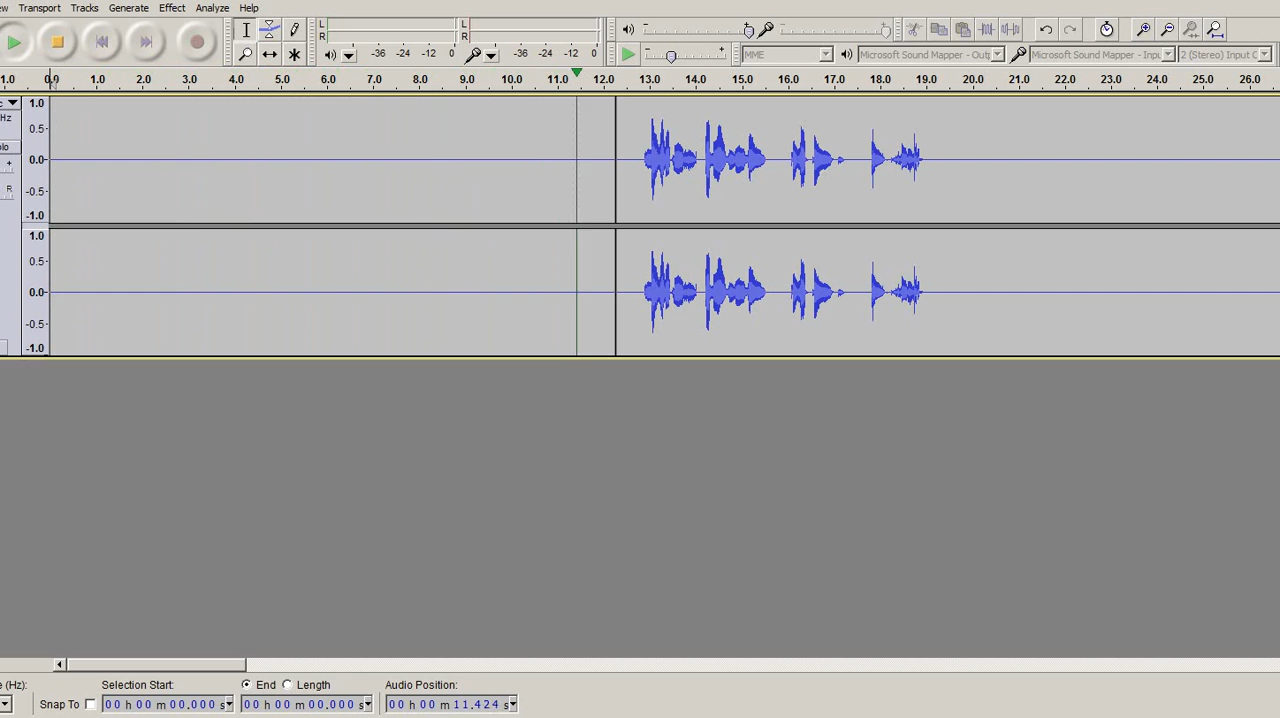 w Transport Tracks Generate Effect Analyze Help
L L
R R
-36 -24 -12 0 -36 -24 -12 0 MME Microsoft Sound Mapper - Outp Microsoft Sound Mapper - Inpu 2 (Stereo) Input C
1.0 0.0 1.0 2.0 3.0 4.0 5.0 6.0 7.0 8.0 9.0 10.0 11.0 12.0 13.0 14.0 15.0 16.0 17.0 18.0 19.0 20.0 21.0 22.0 23.0 24.0 25.0 26.0
c 1.0
Hz
0.5
olo
0.0
R -0.5
-1.0
1.0
0.5
0.0
-0.5
-1.0
e (Hz): Selection Start: End Length Audio Position:
Snap To 00 h 00 m 00.000 s 00 h 00 m 00.000 s 00 h 00 m 11.424 s